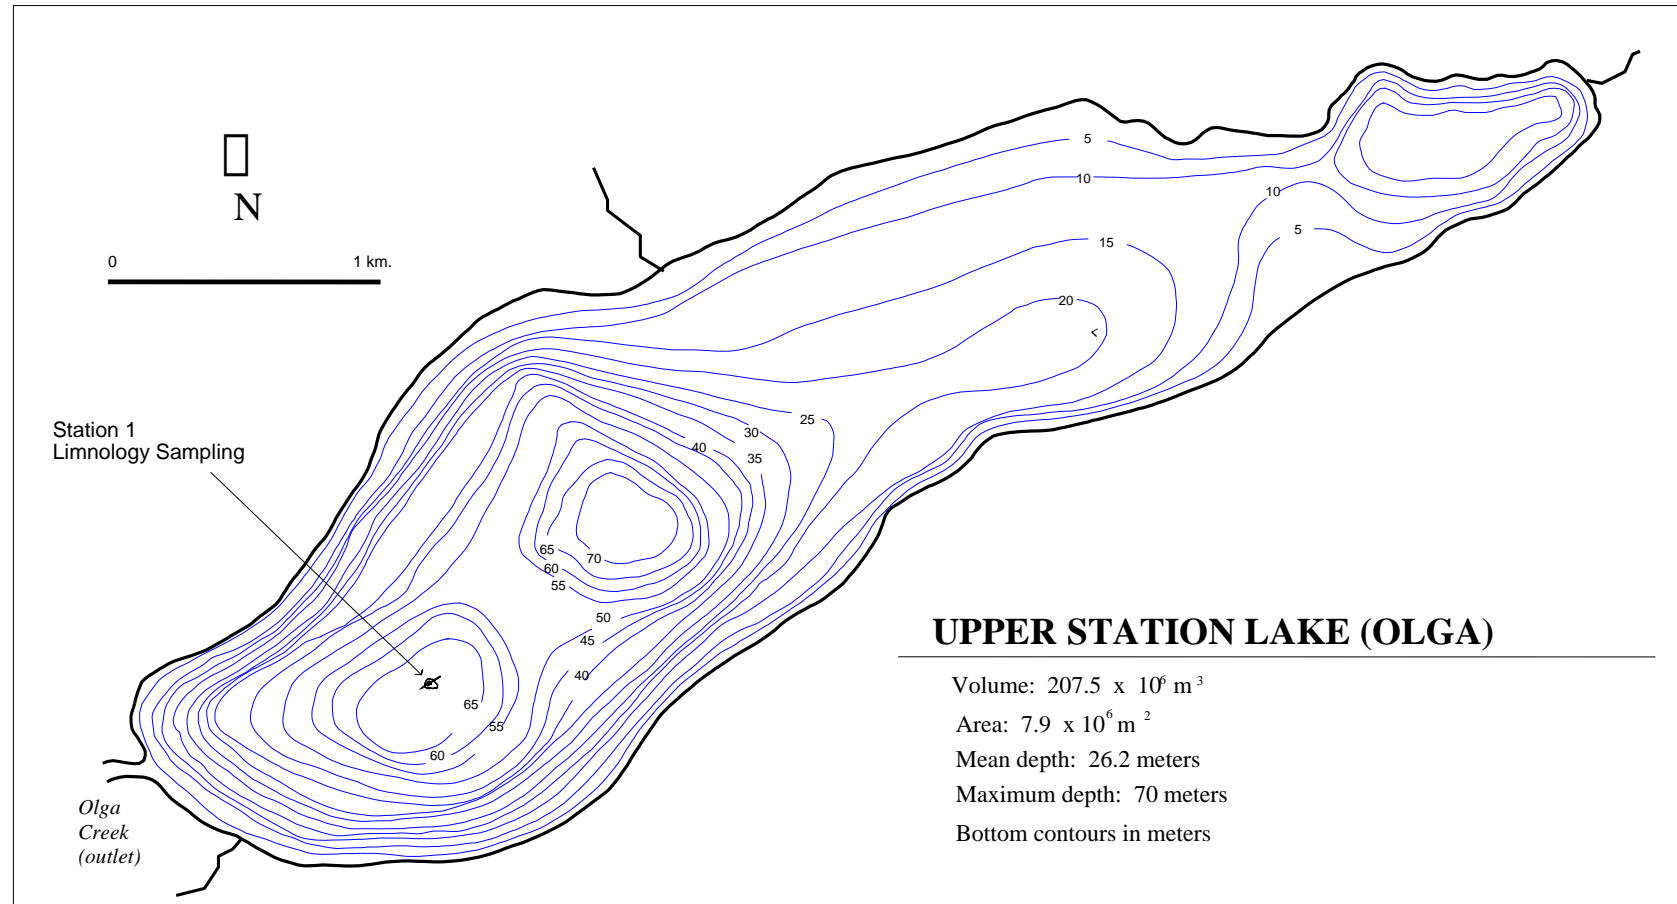 N
0 1 km.
Station 1
Limnology Sampling
5
10
10
5
15
20
25
30
40
35
65
70
60
55
50
45
40
65
55
60
Olga
Creek
(outlet)
UPPER STATION LAKE (OLGA)
Volume: 207.5 x 10⁶ m³
Area: 7.9 x 10⁶ m²
Mean depth: 26.2 meters
Maximum depth: 70 meters
Bottom contours in meters